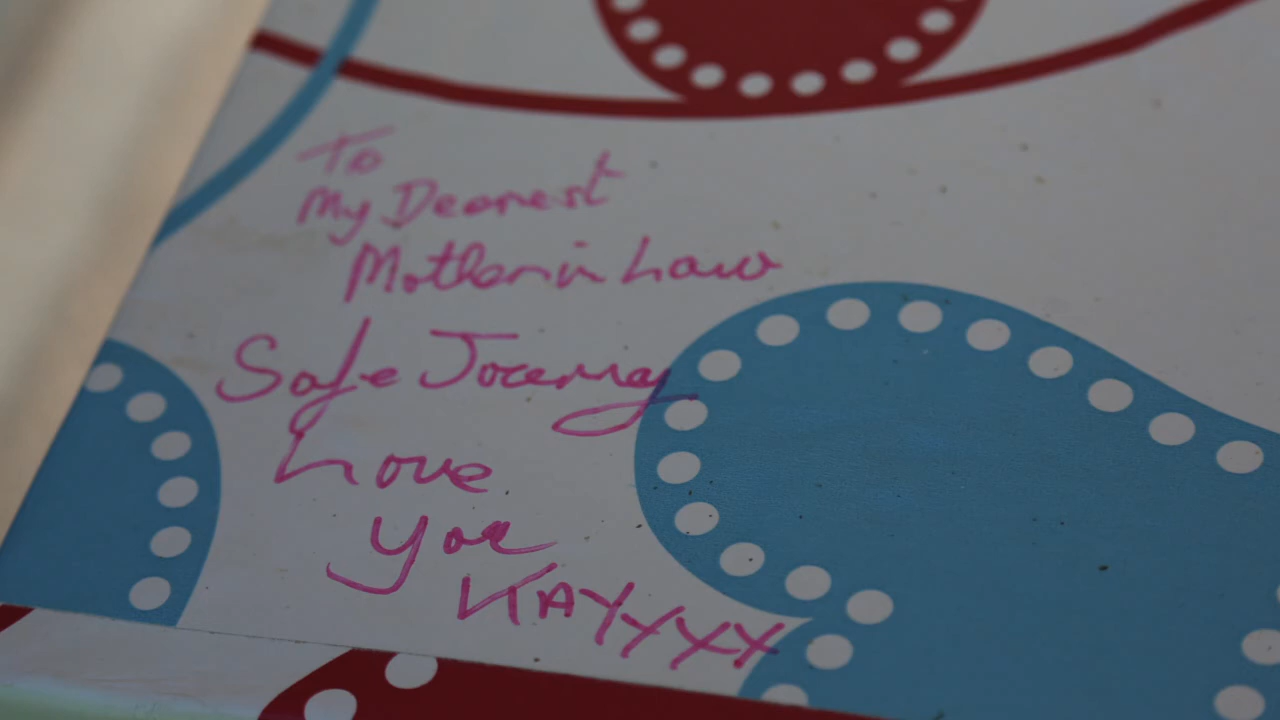 To
My Dearest
Mother in Law
Safe Journey
Love
you
KAYXXX